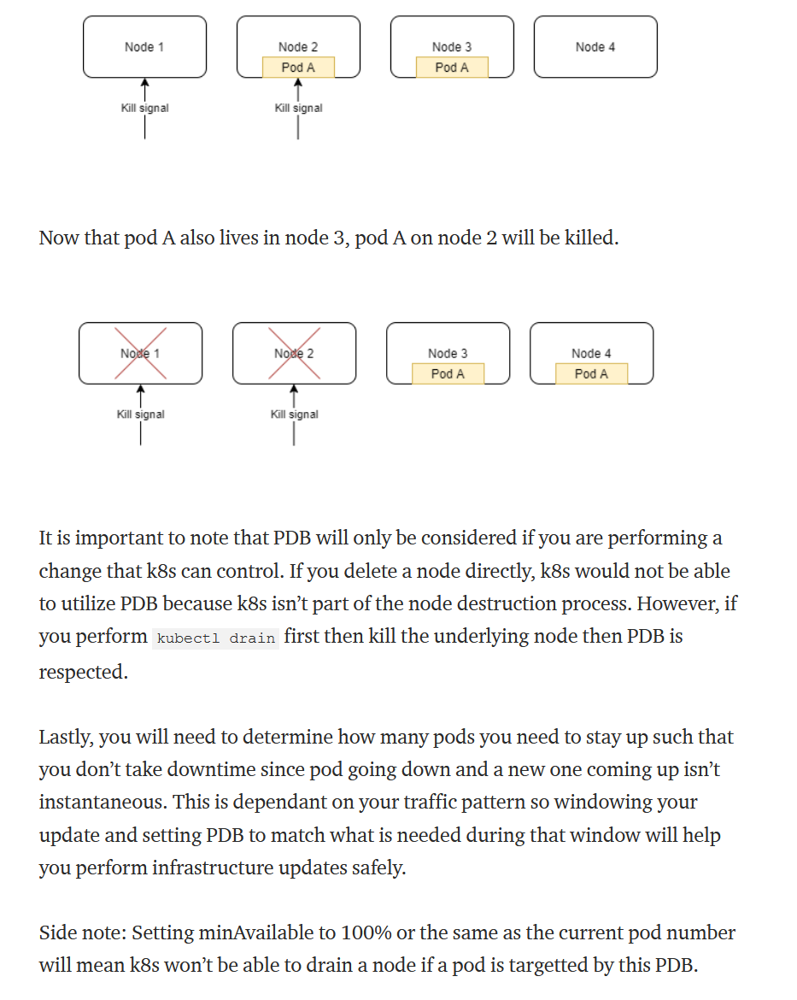 Node 1
Node 2
Node 3
Node 4
Pod A
Pod A
Kill signal
Kill signal
Now that pod A also lives in node 3, pod A on node 2 will be killed.
Node 1
Node 2
Node 3
Node 4
Pod A
Pod A
Kill signal
Kill signal
It is important to note that PDB will only be considered if you are performing a
change that k8s can control. If you delete a node directly, k8s would not be able
to utilize PDB because k8s isn’t part of the node destruction process. However, if
you perform kubectl drain first then kill the underlying node then PDB is
respected.
Lastly, you will need to determine how many pods you need to stay up such that
you don’t take downtime since pod going down and a new one coming up isn’t
instantaneous. This is dependant on your traffic pattern so windowing your
update and setting PDB to match what is needed during that window will help
you perform infrastructure updates safely.
Side note: Setting minAvailable to 100% or the same as the current pod number
will mean k8s won’t be able to drain a node if a pod is targetted by this PDB.